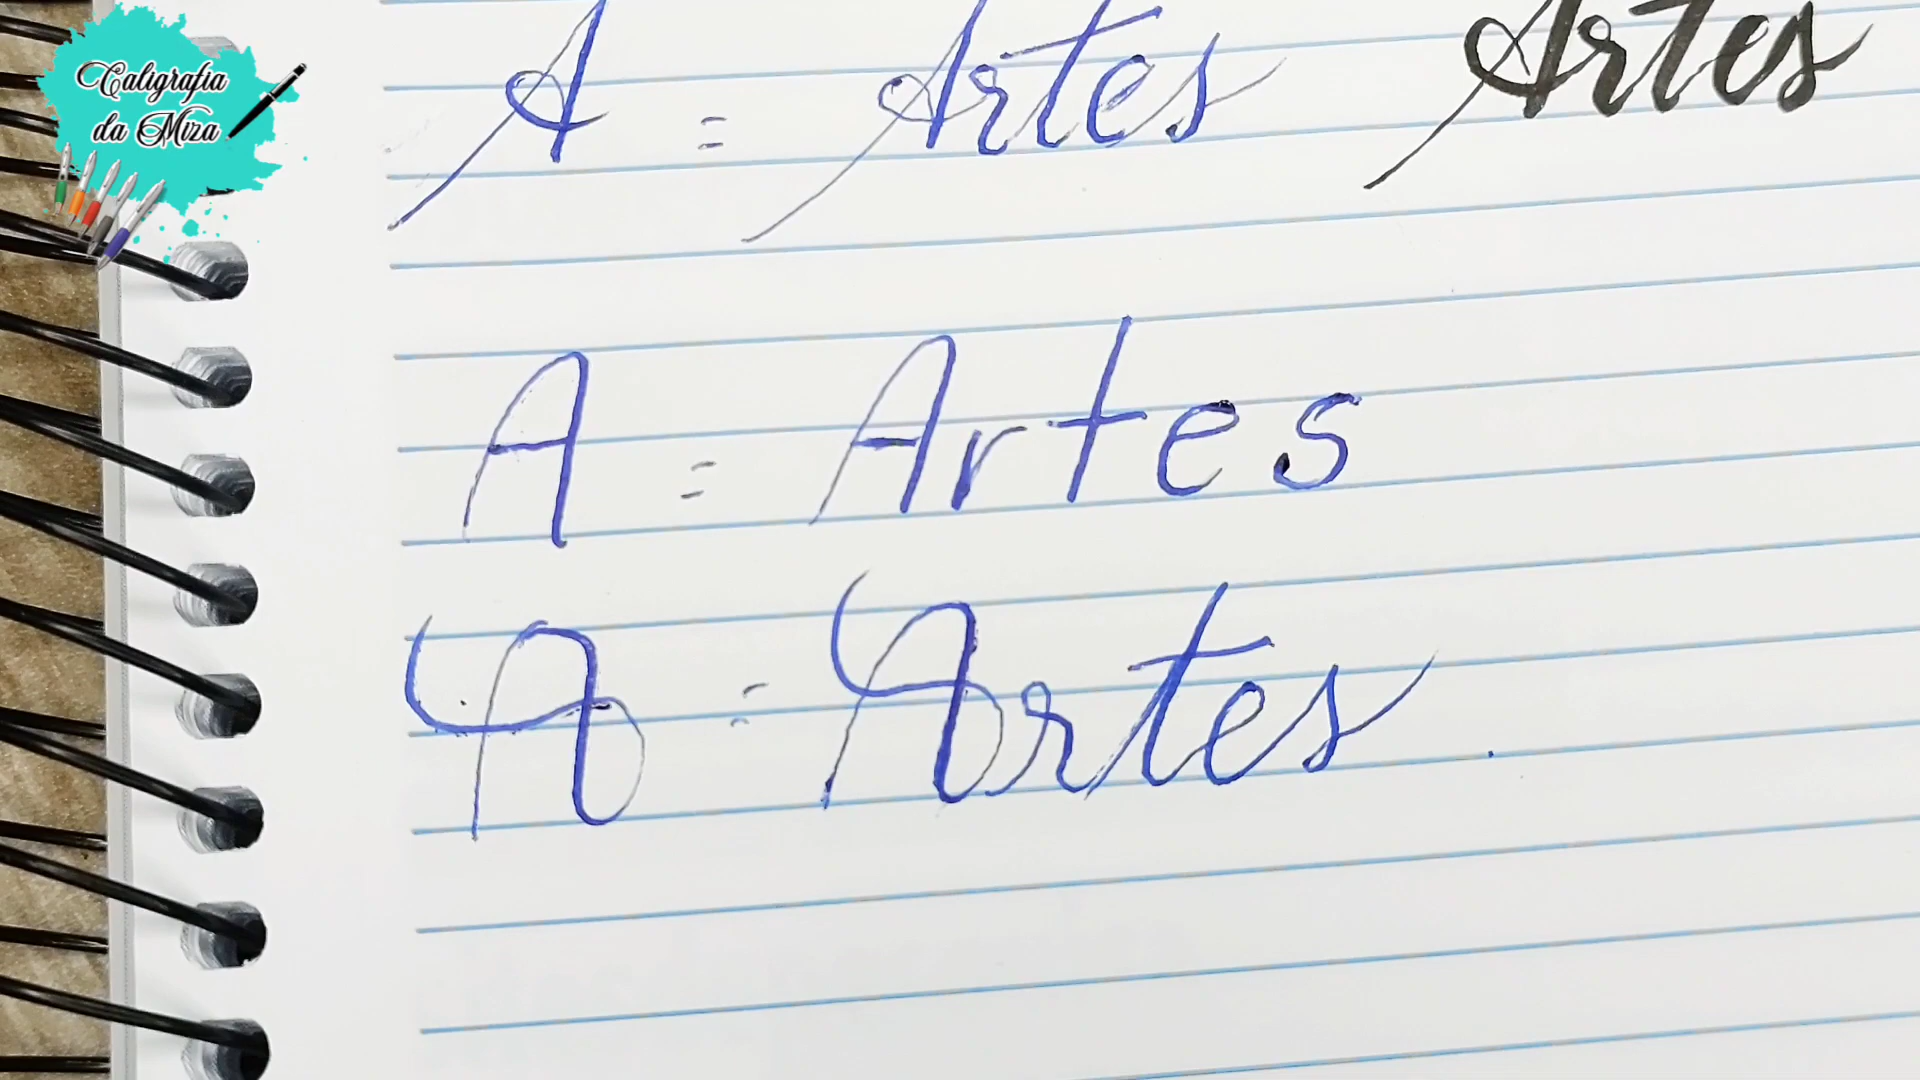 Caligrafia
da Miza
A = Artes Artes
A = Artes
A = Artes